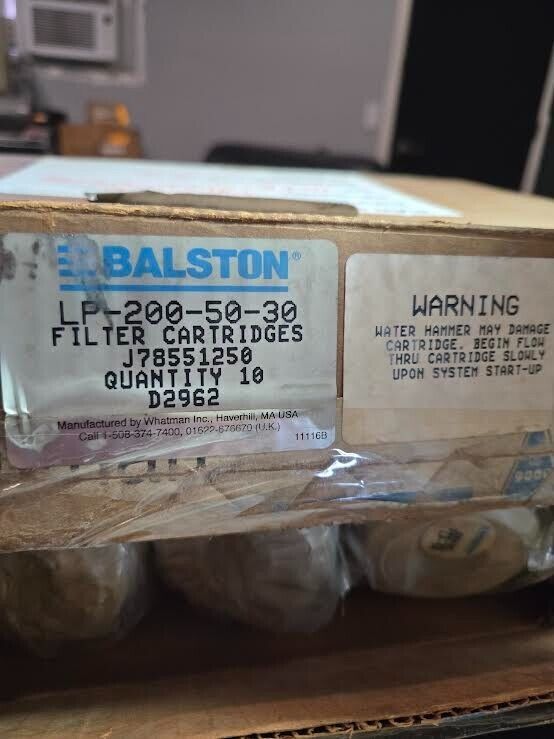 BALSTON®
LP-200-50-30
FILTER CARTRIDGES
J78551250
QUANTITY 10
D2962
Manufactured by Whatman Inc., Haverhill, MA USA
Call 1-508-374-7400, 01622-676670 (U.K.)
11116B
WARNING
WATER HAMMER MAY DAMAGE
CARTRIDGE. BEGIN FLOW
THRU CARTRIDGE SLOWLY
UPON SYSTEM START-UP